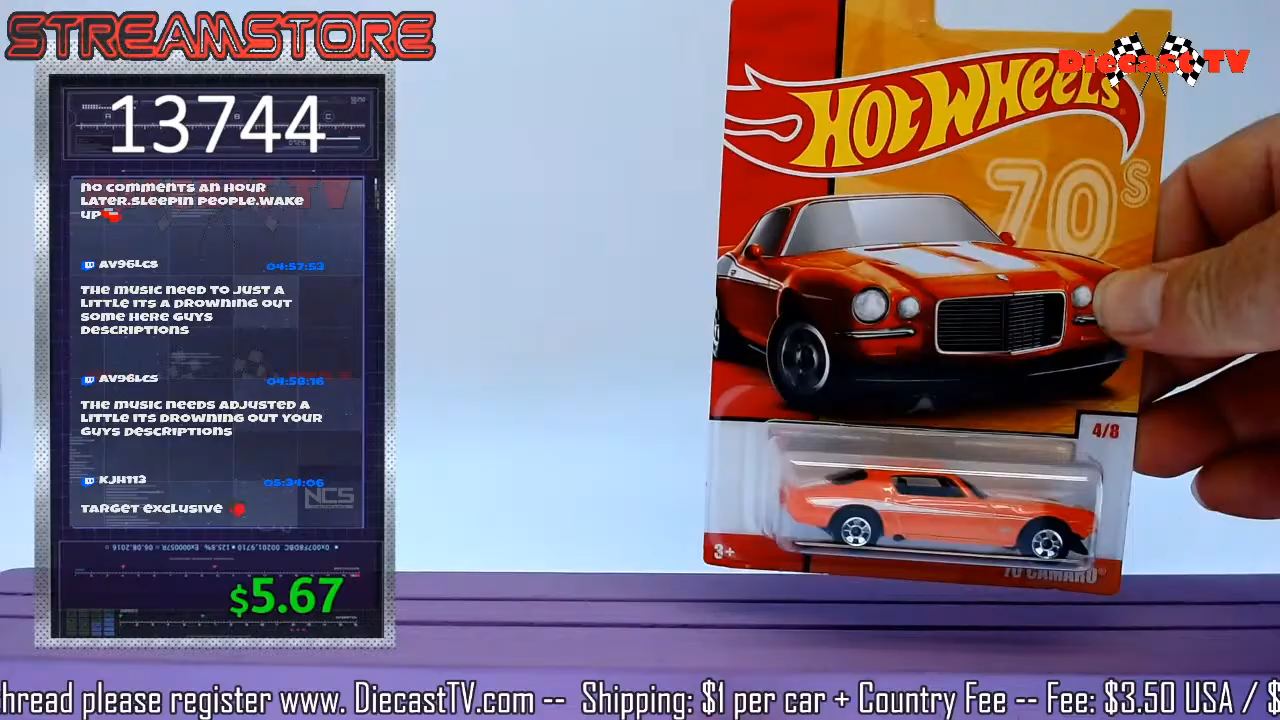 STREAMSTORE
13744
NO COMMENTS AN HOUR
LATER.SLEEPIN PEOPLE.WAKE
UP
AV96LCS
04:57:53
THE MUSIC NEED TO JUST A
LITTLE ITS A DROWNING OUT
SOME HERE GUYS
DESCRIPTIONS
AV96LCS
04:58:16
THE MUSIC NEEDS ADJUSTED A
LITTLE ITS DROWNING OUT YOUR
GUYS DESCRIPTIONS
KJH113
05:34:06
TARGET EXCLUSIVE
NCS
$5.67
Diecast TV
HOT WHEELS
70s
4/8
3+
70 CAMARO
hread please register www. DiecastTV.com -- Shipping: $1 per car + Country Fee -- Fee: $3.50 USA / $